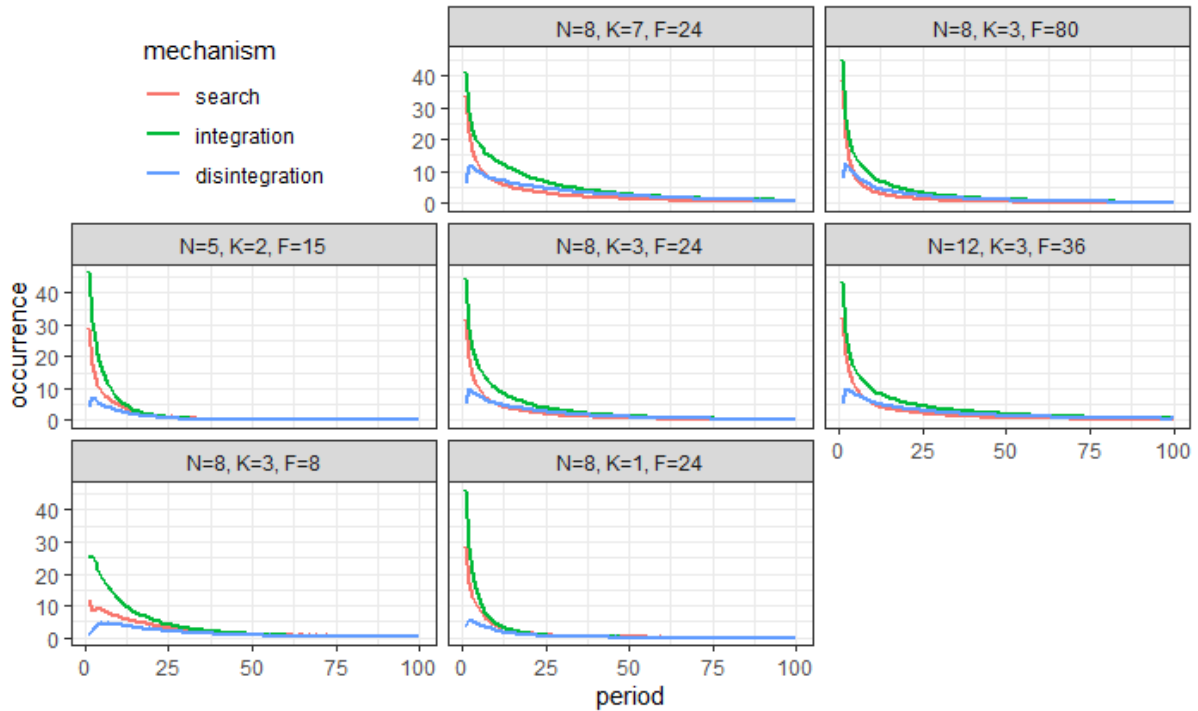 mechanism
search
integration
disintegration
N=8, K=7, F=24
N=8, K=3, F=80
40
30
20
10
0
N=5, K=2, F=15
N=8, K=3, F=24
N=12, K=3, F=36
occurrence
40
30
20
10
0
0 25 50 75 100
N=8, K=3, F=8
N=8, K=1, F=24
40
30
20
10
0
0 25 50 75 100
0 25 50 75 100
period